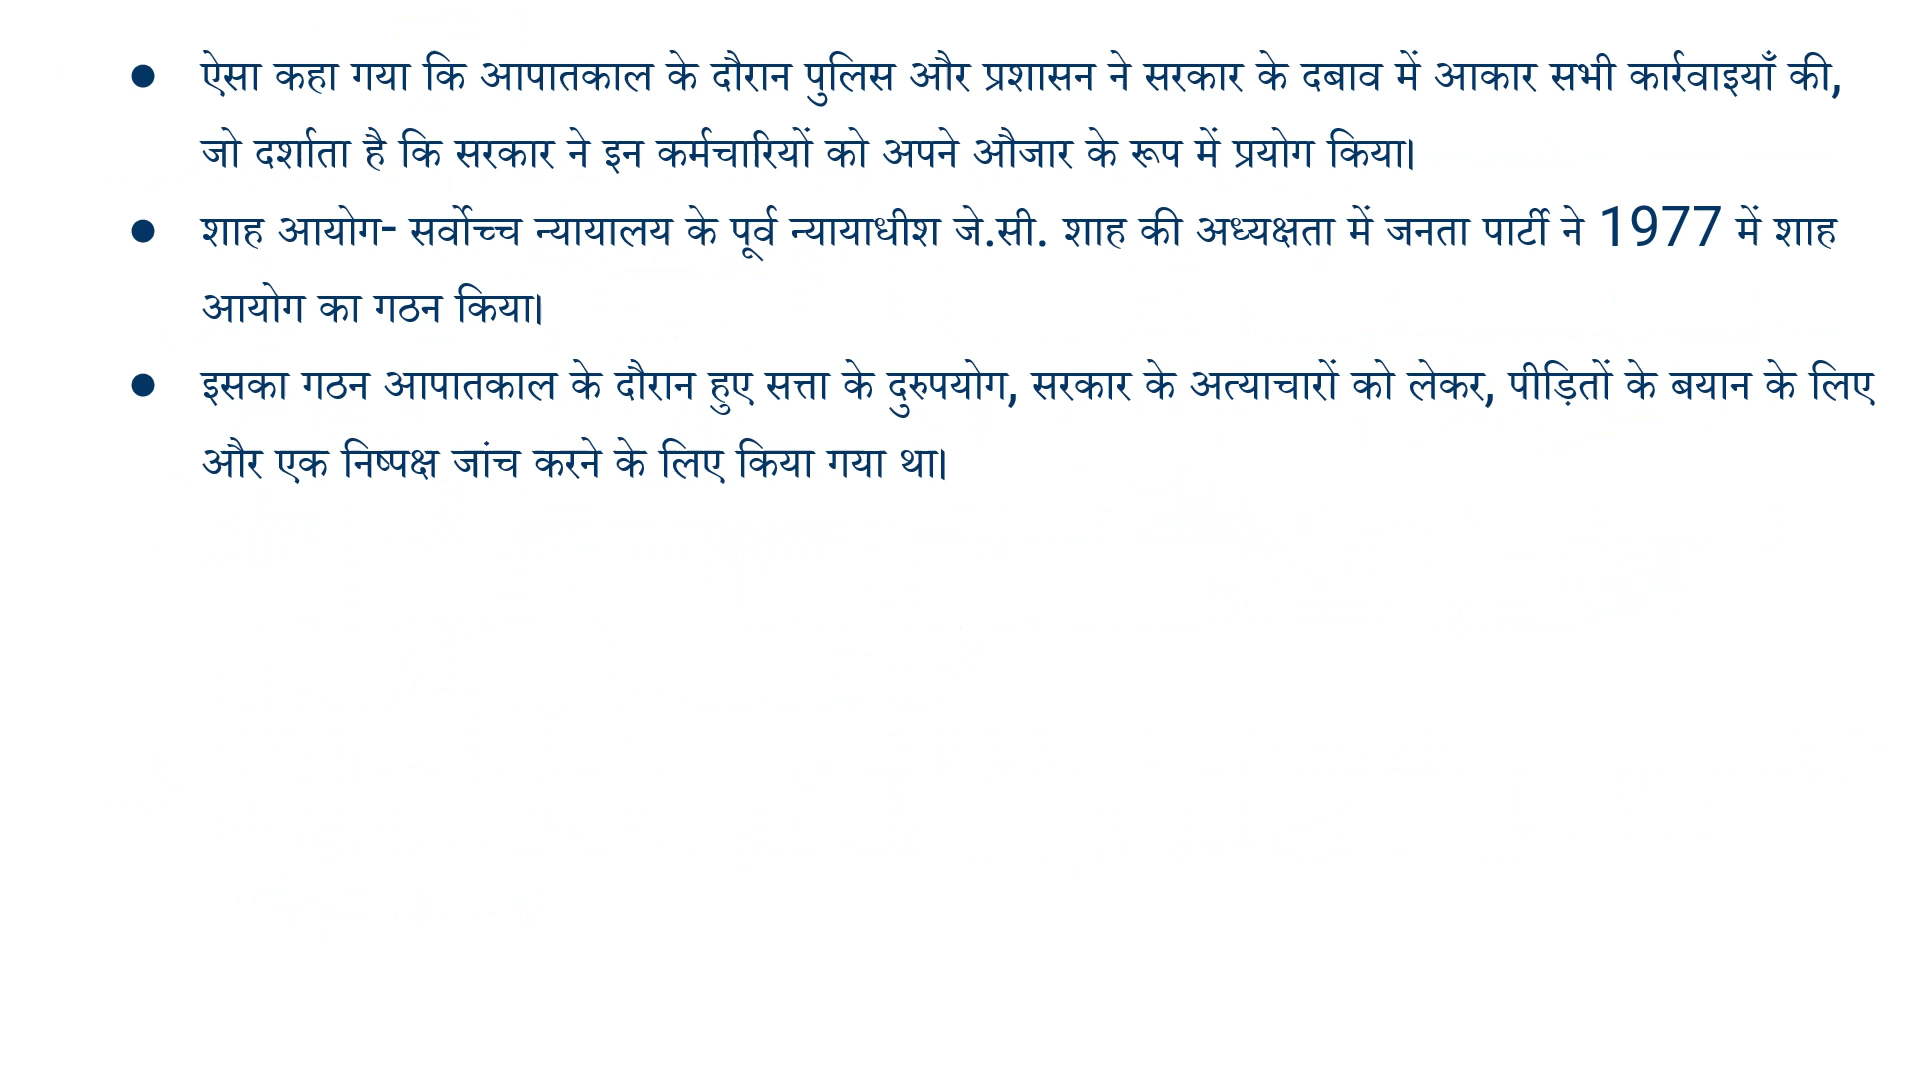 ● ऐसा कहा गया कि आपातकाल के दौरान पुलिस और प्रशासन ने सरकार के दबाव में आकार सभी कार्रवाइयाँ की,
जो दर्शाता है कि सरकार ने इन कर्मचारियों को अपने औजार के रूप में प्रयोग किया।
● शाह आयोग- सर्वोच्च न्यायालय के पूर्व न्यायाधीश जे.सी. शाह की अध्यक्षता में जनता पार्टी ने 1977 में शाह
आयोग का गठन किया।
● इसका गठन आपातकाल के दौरान हुए सत्ता के दुरुपयोग, सरकार के अत्याचारों को लेकर, पीड़ितों के बयान के लिए
और एक निष्पक्ष जांच करने के लिए किया गया था।